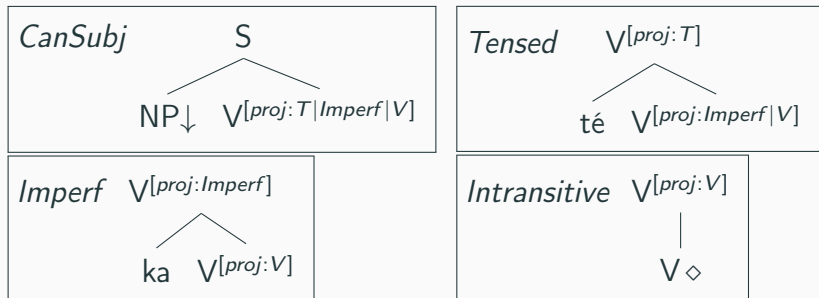 CanSubj S
NP↓ V[proj:T|Imperf|V]
Tensed V[proj:T]
té V[proj:Imperf|V]
Imperf V[proj:Imperf]
ka V[proj:V]
Intransitive V[proj:V]
V◇